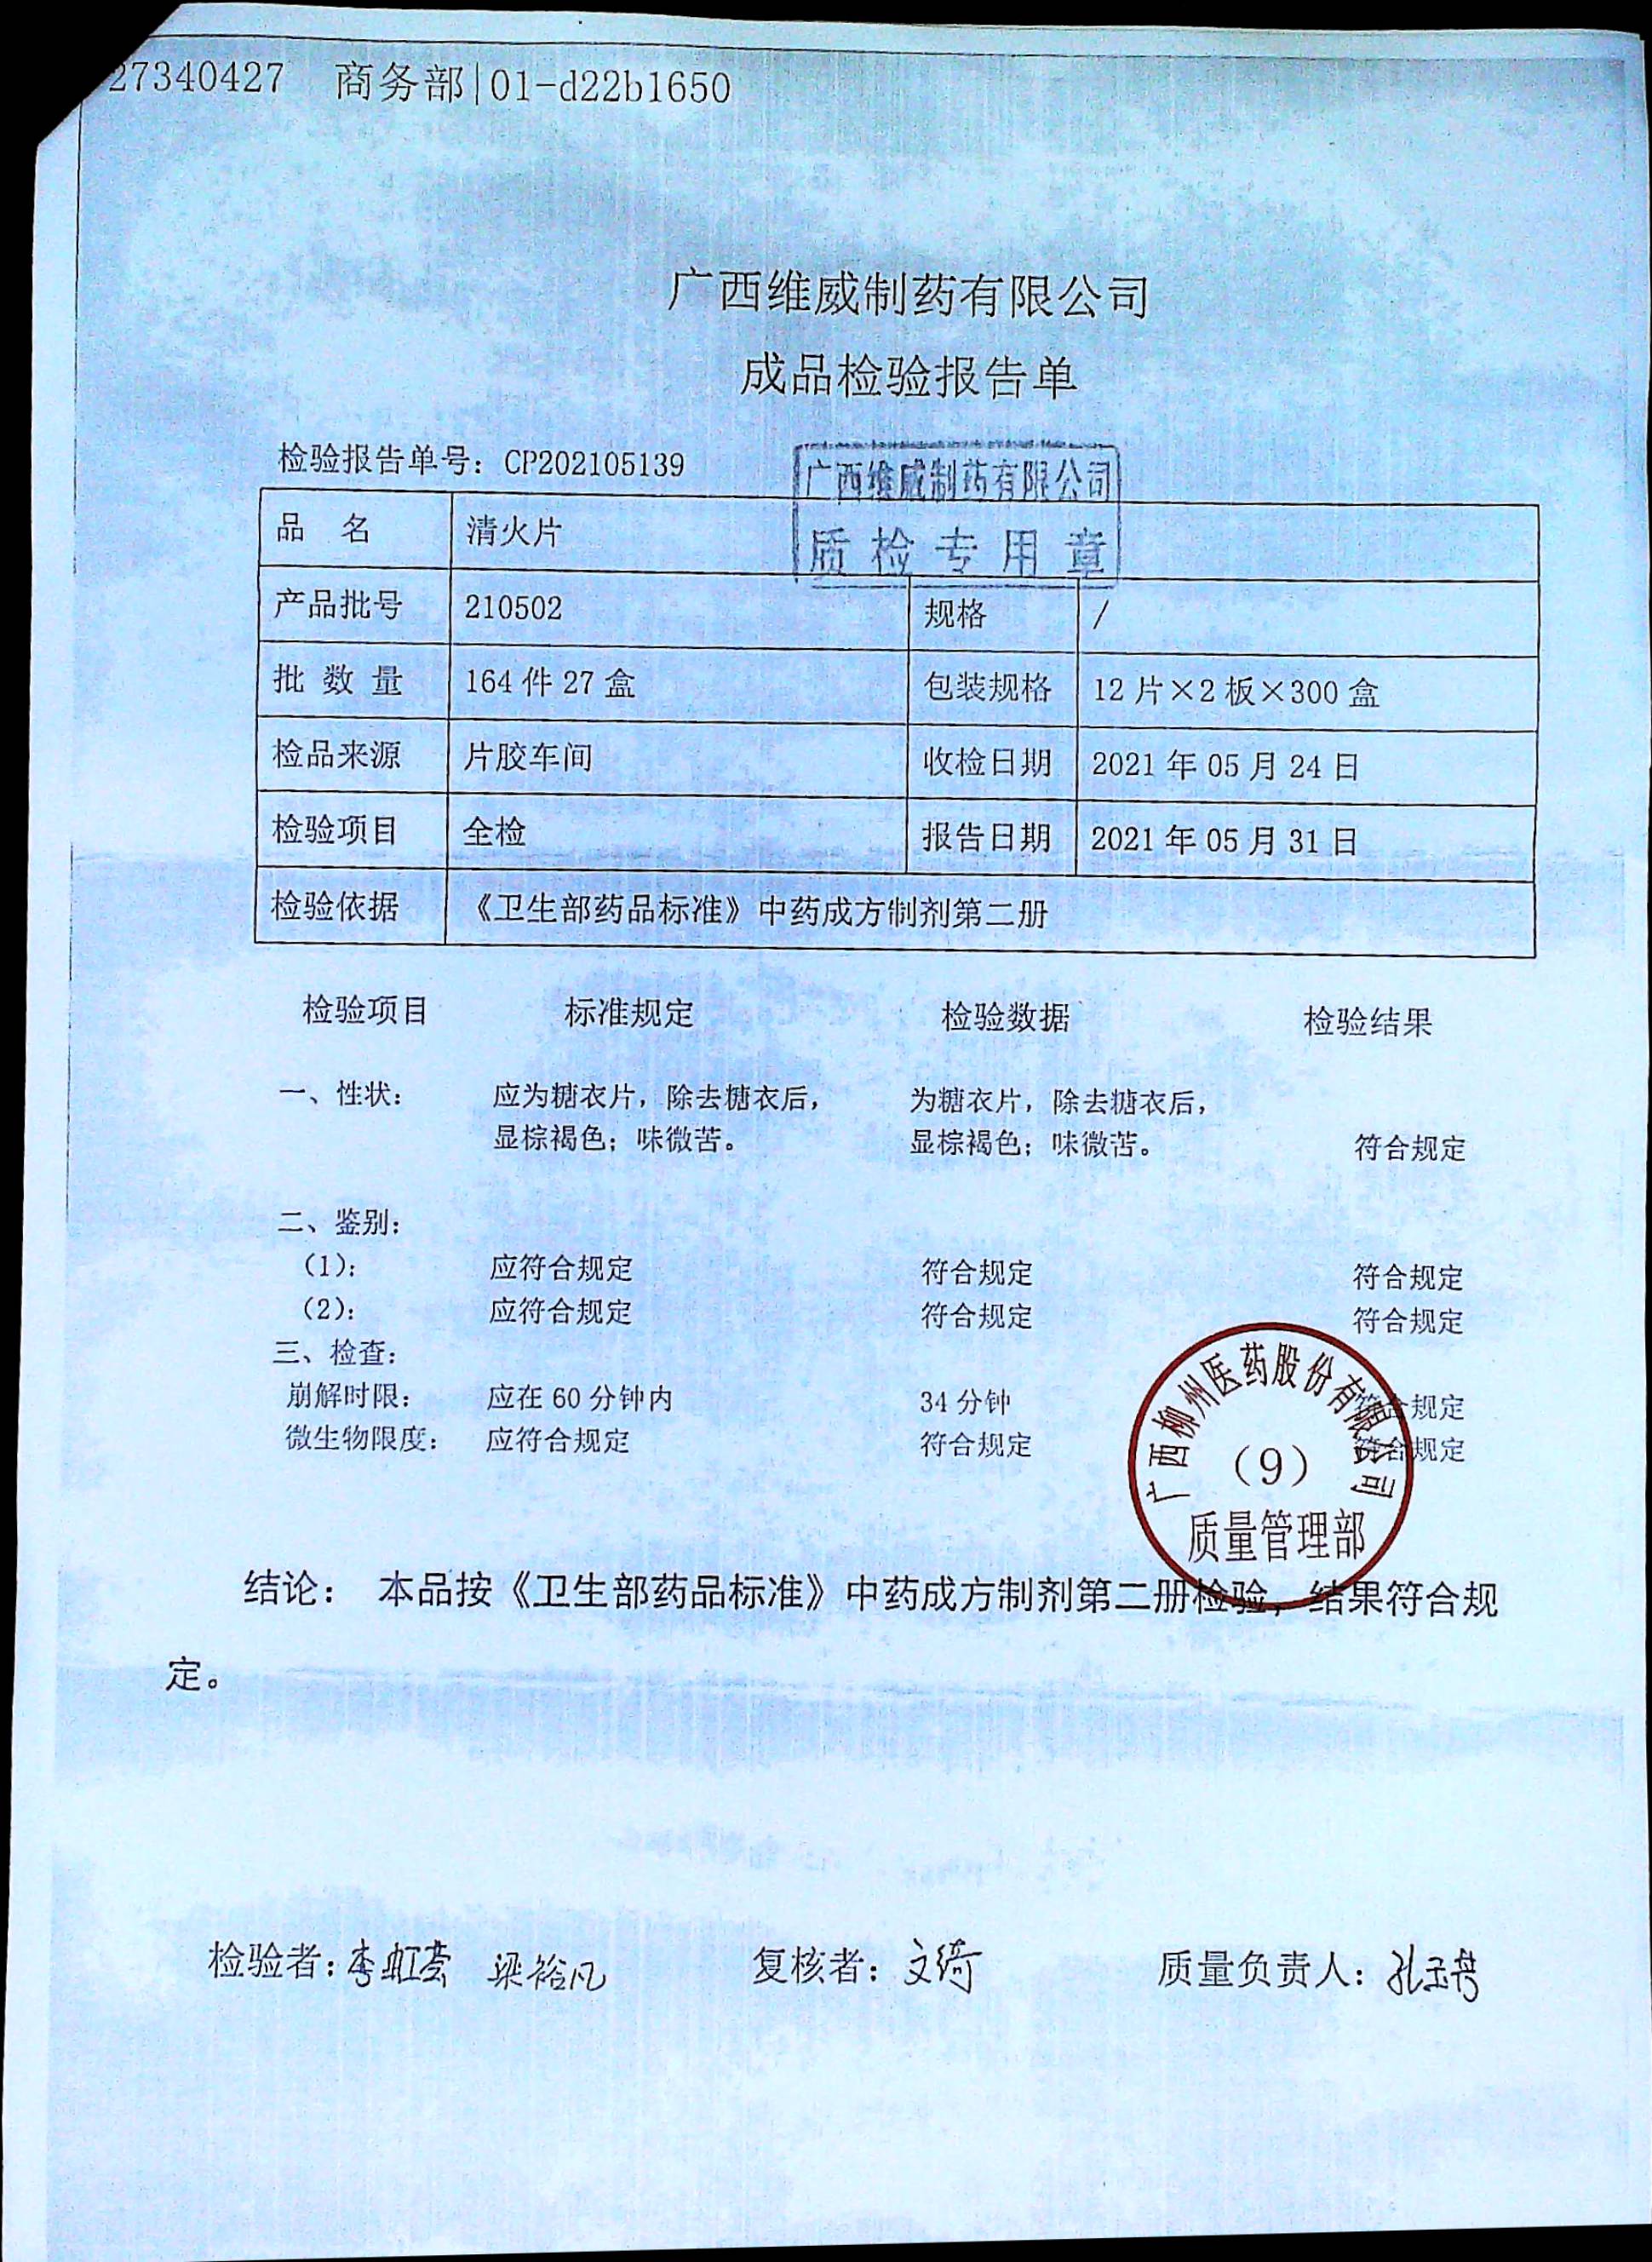 27340427 商务部|01-d22b1650
广西维威制药有限公司
成品检验报告单
检验报告单号：CP202105139
广西维威制药有限公司
质检专用章
品 名 清火片
产品批号 210502 规格 /
批 数 量 164 件 27 盒 包装规格 12 片×2 板×300 盒
检品来源 片胶车间 收检日期 2021 年 05 月 24 日
检验项目 全检 报告日期 2021 年 05 月 31 日
检验依据 《卫生部药品标准》中药成方制剂第二册
检验项目 标准规定 检验数据 检验结果
一、性状： 应为糖衣片，除去糖衣后， 为糖衣片，除去糖衣后，
显棕褐色；味微苦。 显棕褐色；味微苦。 符合规定
二、鉴别：
（1）： 应符合规定 符合规定 符合规定
（2）： 应符合规定 符合规定 符合规定
三、检查：
崩解时限： 应在 60 分钟内 34 分钟 符合规定
微生物限度： 应符合规定 符合规定 符合规定
广西柳州医药股份有限公司
（9）
质量管理部
结论： 本品按《卫生部药品标准》中药成方制剂第二册检验，结果符合规
定。
检验者： 梁裕凡 复核者：文绮 质量负责人：